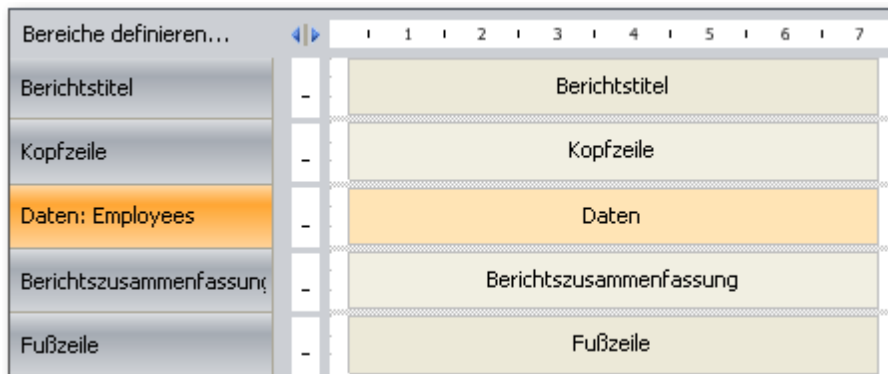 Bereiche definieren... 1 2 3 4 5 6 7
Berichtstitel - Berichtstitel
Kopfzeile - Kopfzeile
Daten: Employees - Daten
Berichtszusammenfassung - Berichtszusammenfassung
Fußzeile - Fußzeile